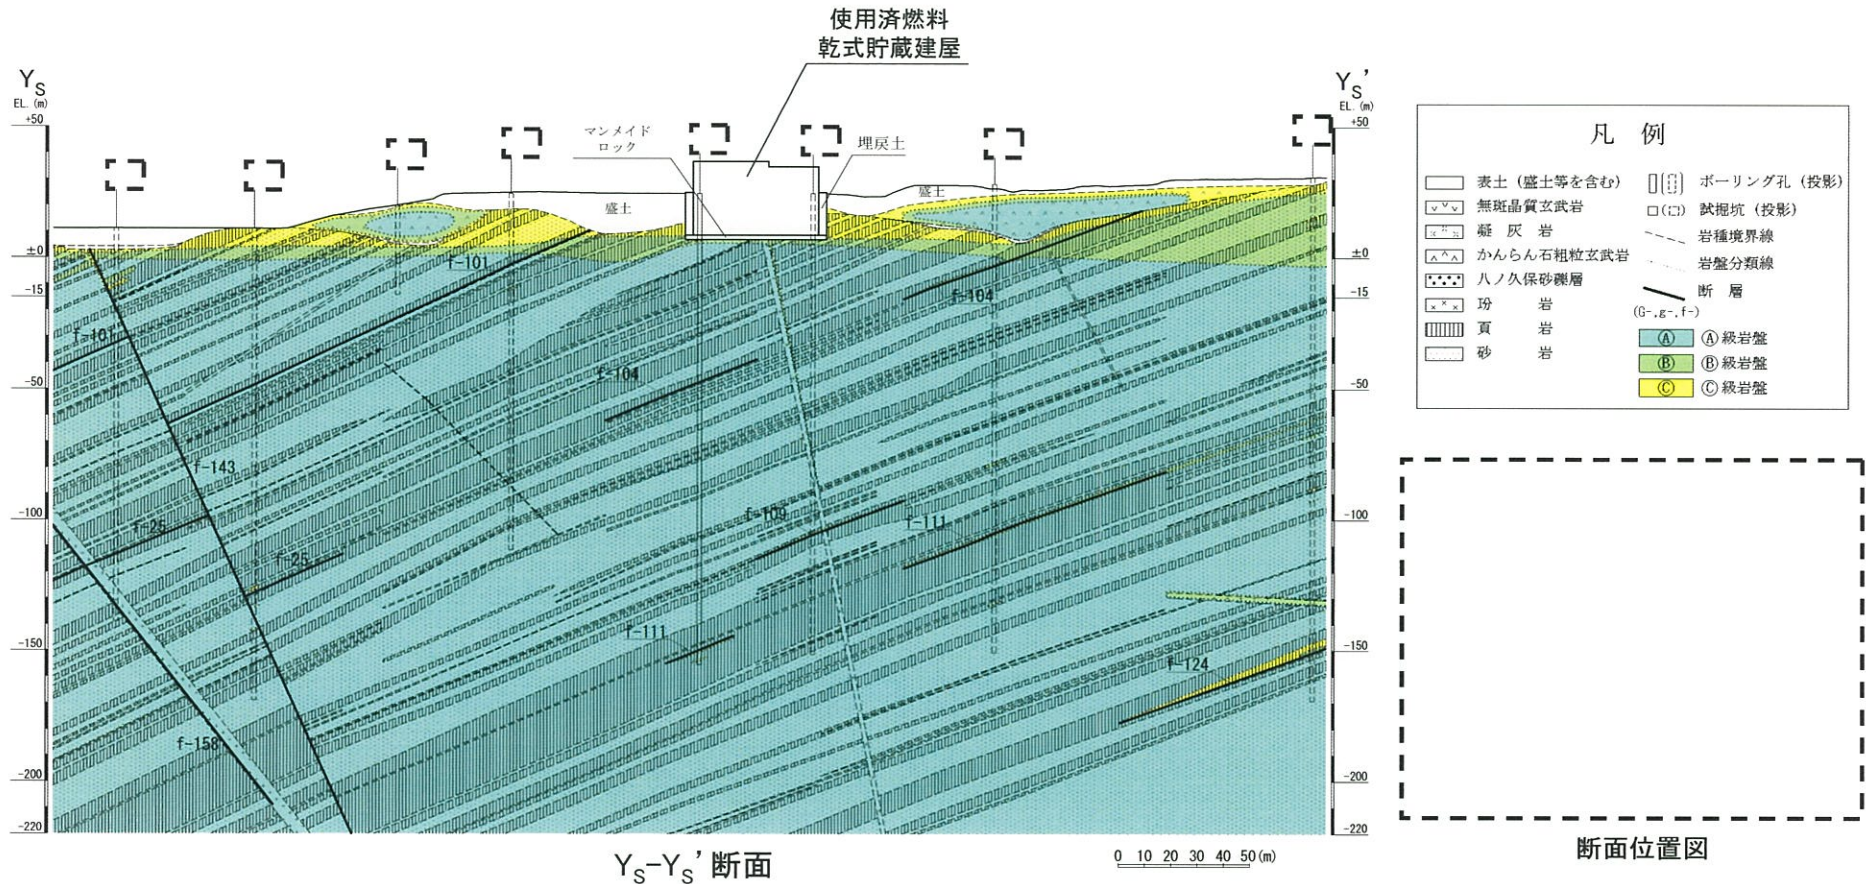 使用済燃料
乾式貯蔵建屋
Ys
EL.(m)
Ys'
EL.(m)
+50
±0
-15
-50
-100
-150
-200
-220
+50
±0
-15
-50
-100
-150
-200
-220
マンメイド
ロック
埋戻土
盛土
盛土
f-101
f-101
f-104
f-104
f-143
f-25
f-25
f-109
f-111
f-111
f-124
f-158
Ys-Ys'断面
0 10 20 30 40 50(m)
凡 例
表土(盛土等を含む)
無斑晶質玄武岩
凝 灰 岩
かんらん石粗粒玄武岩
八ノ久保砂礫層
玢 岩
頁 岩
砂 岩
ボーリング孔(投影)
試掘坑(投影)
岩種境界線
岩盤分類線
断 層
(G-,g-,f-)
Ⓐ Ⓐ級岩盤
Ⓑ Ⓑ級岩盤
Ⓒ Ⓒ級岩盤
断面位置図